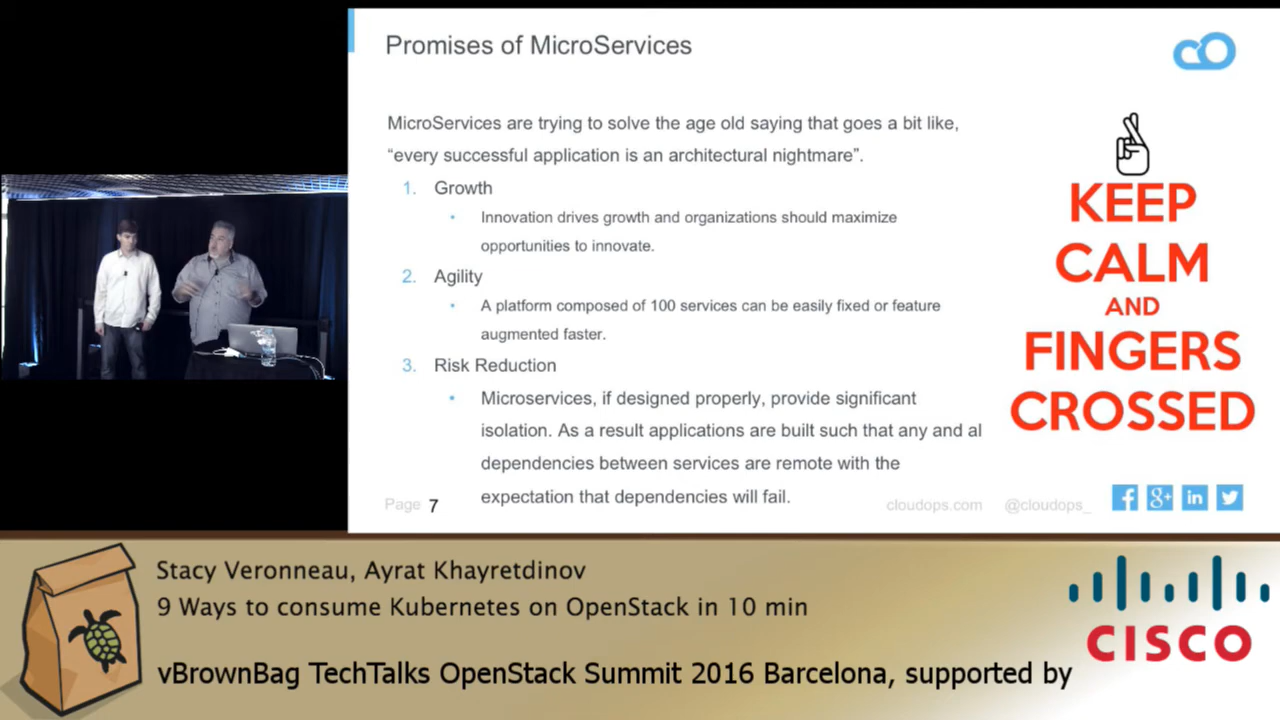 Promises of MicroServices
MicroServices are trying to solve the age old saying that goes a bit like,
“every successful application is an architectural nightmare”.
1. Growth
• Innovation drives growth and organizations should maximize
opportunities to innovate.
2. Agility
• A platform composed of 100 services can be easily fixed or feature
augmented faster.
3. Risk Reduction
• Microservices, if designed properly, provide significant
isolation. As a result applications are built such that any and al
dependencies between services are remote with the
expectation that dependencies will fail.
KEEP
CALM
AND
FINGERS
CROSSED
Page 7
cloudops.com @cloudops_
f g+ in
Stacy Veronneau, Ayrat Khayretdinov
9 Ways to consume Kubernetes on OpenStack in 10 min
vBrownBag TechTalks OpenStack Summit 2016 Barcelona, supported by
CISCO